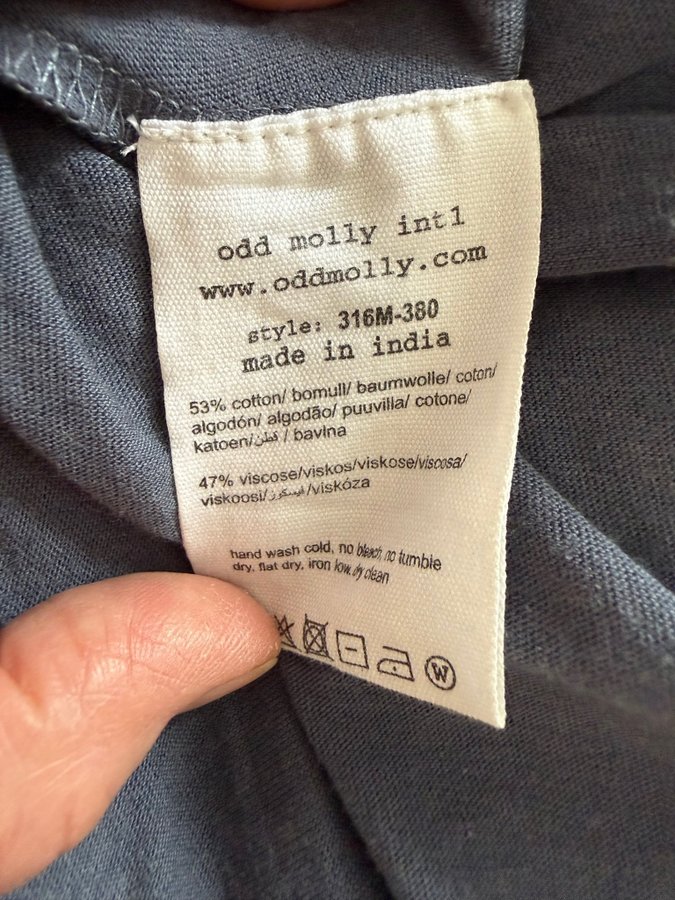 odd molly intl
www.oddmolly.com
style: 316M-380
made in india
53% cotton/ bomull/ baumwolle/ coton/
algodón/ algodão/ puuvilla/ cotone/
katoen/قطن/ bavlna
47% viscose/viskos/viskose/viscosa/
viskoosi/فيسكوز/viskóza
hand wash cold, no bleach, no tumble
dry, flat dry, iron low, dry clean
W